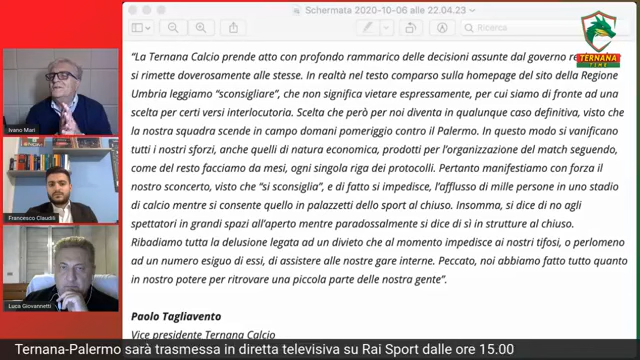 Schermata 2020-10-06 alle 22.04.23
Ricerca
TERNANA
TIME
“La Ternana Calcio prende atto con profondo rammarico delle decisioni assunte dal governo
si rimette doverosamente alle stesse. In realtà nel testo comparso sulla homepage del sito della Regione
Umbria leggiamo “sconsigliare”, che non significa vietare espressamente, per cui siamo di fronte ad una
scelta per certi versi interlocutoria. Scelta che però per noi diventa in qualunque caso definitiva, visto che
la nostra squadra scende in campo domani pomeriggio contro il Palermo. In questo modo si vanificano
tutti i nostri sforzi, anche quelli di natura economica, prodotti per l’organizzazione del match seguendo,
come del resto facciamo da mesi, ogni singola riga dei protocolli. Pertanto manifestiamo con forza il
nostro sconcerto, visto che “si sconsiglia”, e di fatto si impedisce, l’afflusso di mille persone in uno stadio
di calcio mentre si consente quello in palazzetti dello sport al chiuso. Insomma, si dice di no agli
spettatori in grandi spazi all’aperto mentre paradossalmente si dice di sì in strutture al chiuso.
Ribadiamo tutta la delusione legata ad un divieto che al momento impedisce ai nostri tifosi, o perlomeno
ad un numero esiguo di essi, di assistere alle nostre gare interne. Peccato, noi abbiamo fatto tutto quanto
in nostro potere per ritrovare una piccola parte della nostra gente”.
Paolo Tagliavento
Vice presidente Ternana Calcio
Ivano Mari
Francesco Claudili
Luca Giovannetti
Ternana-Palermo sarà trasmessa in diretta televisiva su Rai Sport dalle ore 15.00